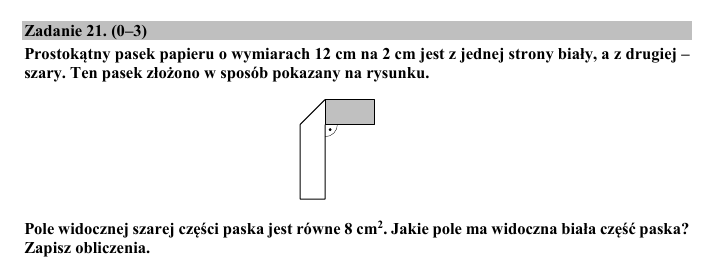 Zadanie 21. (0–3)
Prostokątny pasek papieru o wymiarach 12 cm na 2 cm jest z jednej strony biały, a z drugiej –
szary. Ten pasek złożono w sposób pokazany na rysunku.
Pole widocznej szarej części paska jest równe 8 cm². Jakie pole ma widoczna biała część paska?
Zapisz obliczenia.